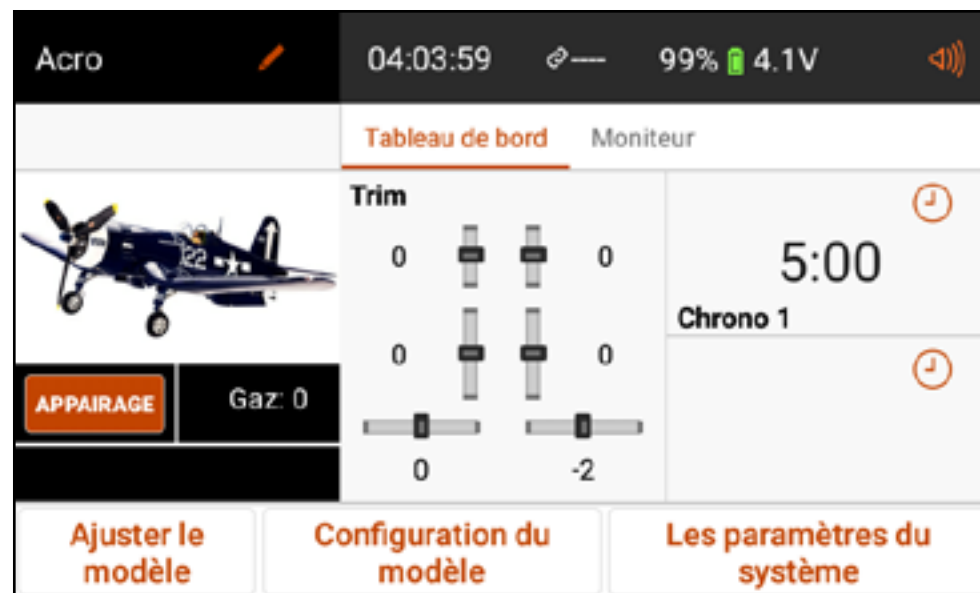 Acro
04:03:59
----
99% 4.1V
Tableau de bord
Moniteur
Trim
0
0
5:00
Chrono 1
0
0
APPAIRAGE
Gaz: 0
0
-2
Ajuster le
modèle
Configuration du
modèle
Les paramètres du
système
22